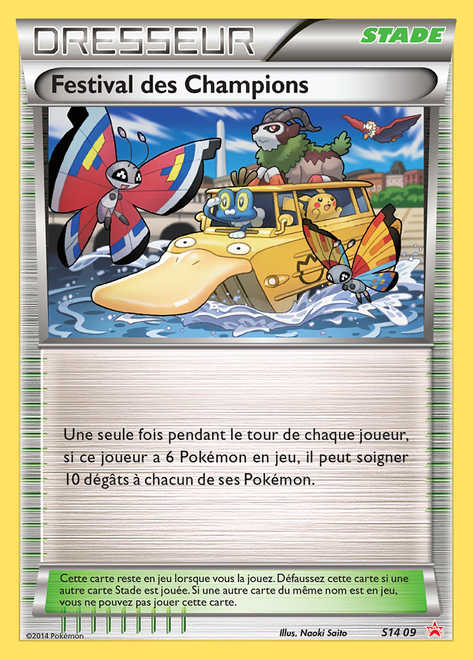 DRESSEUR
STADE
Festival des Champions
Une seule fois pendant le tour de chaque joueur,
si ce joueur a 6 Pokémon en jeu, il peut soigner
10 dégâts à chacun de ses Pokémon.
Cette carte reste en jeu lorsque vous la jouez. Défaussez cette carte si une
autre carte Stade est jouée. Si une autre carte du même nom est en jeu,
vous ne pouvez pas jouer cette carte.
©2014 Pokémon
Illus. Naoki Saito
S14 09